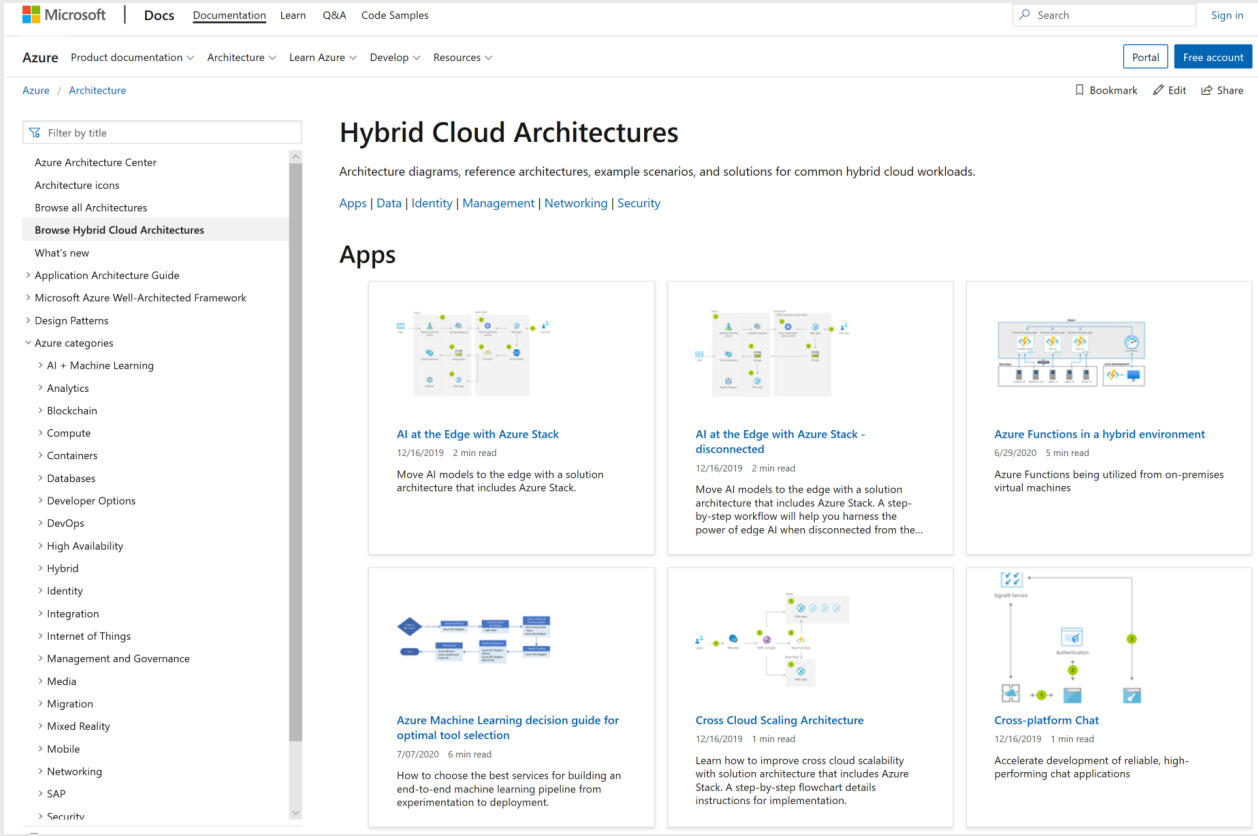 Microsoft
Docs
Documentation
Learn
Q&A
Code Samples
Search
Sign in
Azure
Product documentation
Architecture
Learn Azure
Develop
Resources
Portal
Free account
Azure / Architecture
Bookmark
Edit
Share
Filter by title
Azure Architecture Center
Architecture icons
Browse all Architectures
Browse Hybrid Cloud Architectures
What's new
Application Architecture Guide
Microsoft Azure Well-Architected Framework
Design Patterns
Azure categories
AI + Machine Learning
Analytics
Blockchain
Compute
Containers
Databases
Developer Options
DevOps
High Availability
Hybrid
Identity
Integration
Internet of Things
Management and Governance
Media
Migration
Mixed Reality
Mobile
Networking
SAP
Security
Hybrid Cloud Architectures
Architecture diagrams, reference architectures, example scenarios, and solutions for common hybrid cloud workloads.
Apps | Data | Identity | Management | Networking | Security
Apps
AI at the Edge with Azure Stack
12/16/2019 2 min read
Move AI models to the edge with a solution
architecture that includes Azure Stack.
AI at the Edge with Azure Stack -
disconnected
12/16/2019 2 min read
Move AI models to the edge with a solution
architecture that includes Azure Stack. A step-
by-step workflow will help you harness the
power of edge AI when disconnected from the...
Azure Functions in a hybrid environment
6/29/2020 5 min read
Azure Functions being utilized from on-premises
virtual machines
Azure Machine Learning decision guide for
optimal tool selection
7/07/2020 6 min read
How to choose the best services for building an
end-to-end machine learning pipeline from
experimentation to deployment.
Cross Cloud Scaling Architecture
12/16/2019 1 min read
Learn how to improve cross cloud scalability
with solution architecture that includes Azure
Stack. A step-by-step flowchart details
instructions for implementation.
SignalR Service
Authentication
3
2
1
Cross-platform Chat
12/16/2019 1 min read
Accelerate development of reliable, high-
performing chat applications